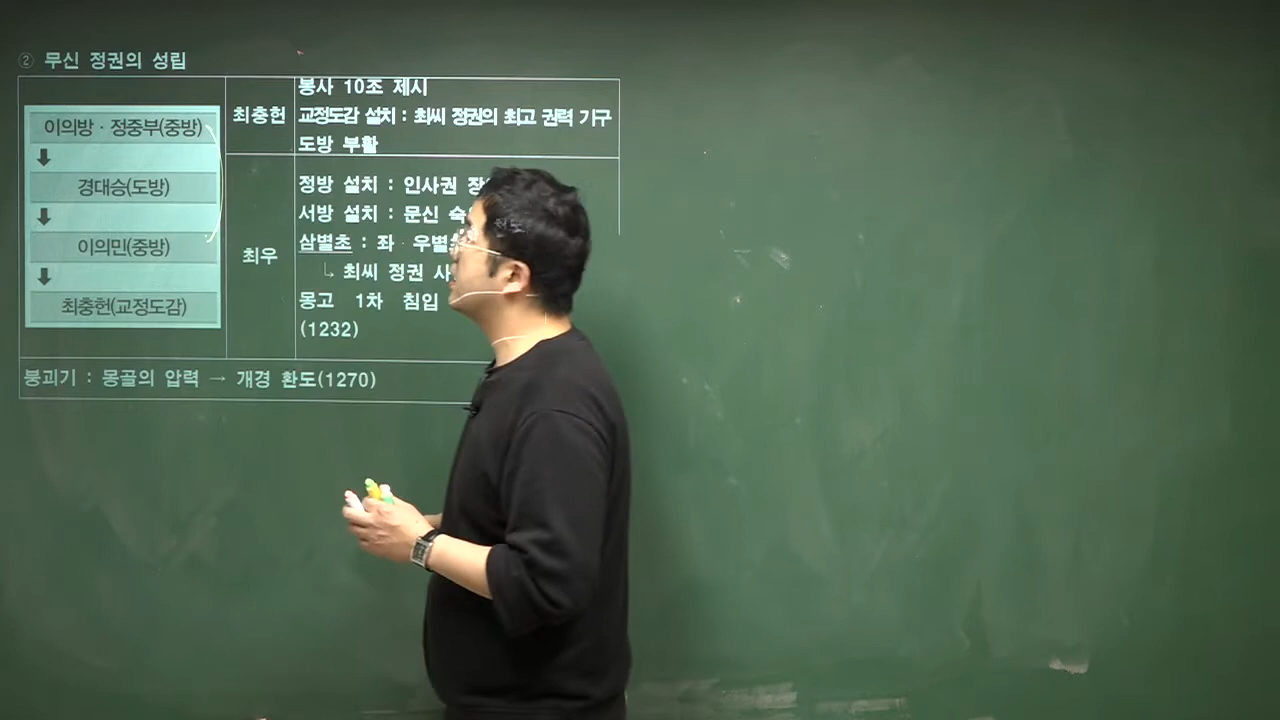 ② 무신 정권의 성립
이의방 · 정중부(중방)
경대승(도방)
이의민(중방)
최충헌(교정도감)
최충헌
봉사 10조 제시
교정도감 설치 : 최씨 정권의 최고 권력 기구
도방 부활
최우
정방 설치 : 인사권
서방 설치 : 문신
삼별초 : 좌 · 우별
↳ 최씨 정권
몽고 1차 침입
(1232)
붕괴기 : 몽골의 압력 → 개경 환도(1270)